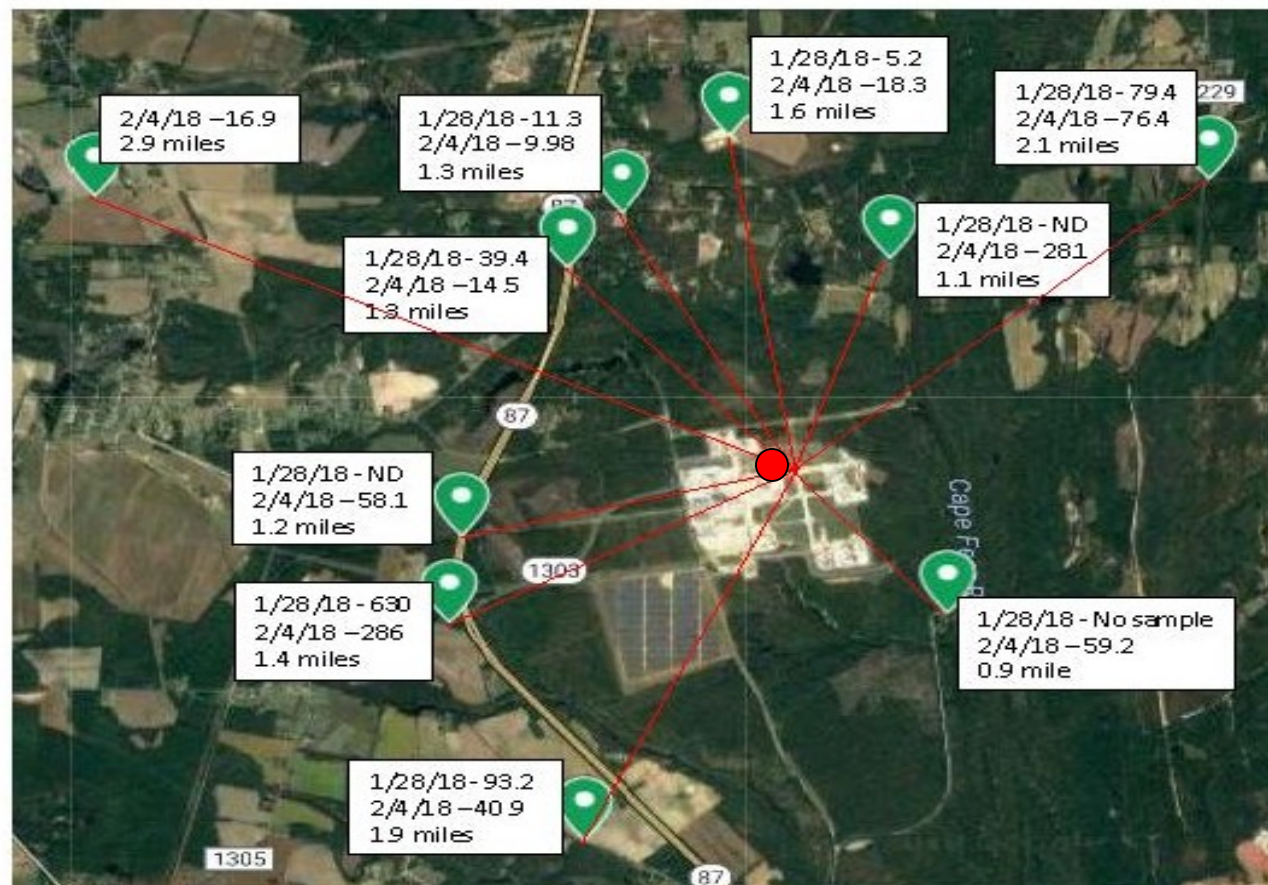 1/28/18 - 5.2
2/4/18 – 18.3
1.6 miles
1/28/18 - 79.4
2/4/18 – 76.4
2.1 miles
229
2/4/18 – 16.9
2.9 miles
1/28/18 - 11.3
2/4/18 – 9.98
1.3 miles
87
1/28/18 - ND
2/4/18 – 281
1.1 miles
1/28/18 - 39.4
2/4/18 – 14.5
1.3 miles
87
1/28/18 - ND
2/4/18 – 58.1
1.2 miles
Cape
1303
1/28/18 - 630
2/4/18 – 286
1.4 miles
1/28/18 - No sample
2/4/18 – 59.2
0.9 mile
1/28/18 - 93.2
2/4/18 – 40.9
1.9 miles
1305
87